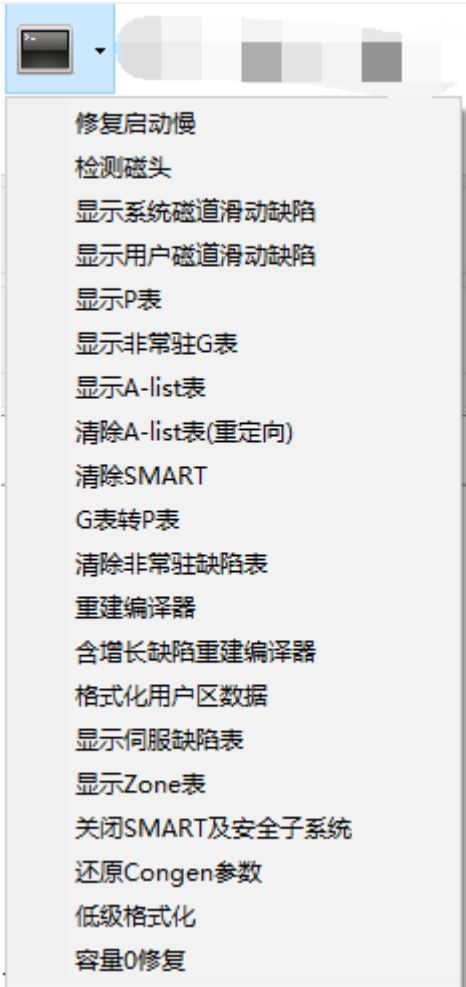 修复启动慢
检测磁头
显示系统磁道滑动缺陷
显示用户磁道滑动缺陷
显示P表
显示非常驻G表
显示A-list表
清除A-list表(重定向)
清除SMART
G表转P表
清除非常驻缺陷表
重建编译器
含增长缺陷重建编译器
格式化用户区数据
显示伺服缺陷表
显示Zone表
关闭SMART及安全子系统
还原Congen参数
低级格式化
容量0修复